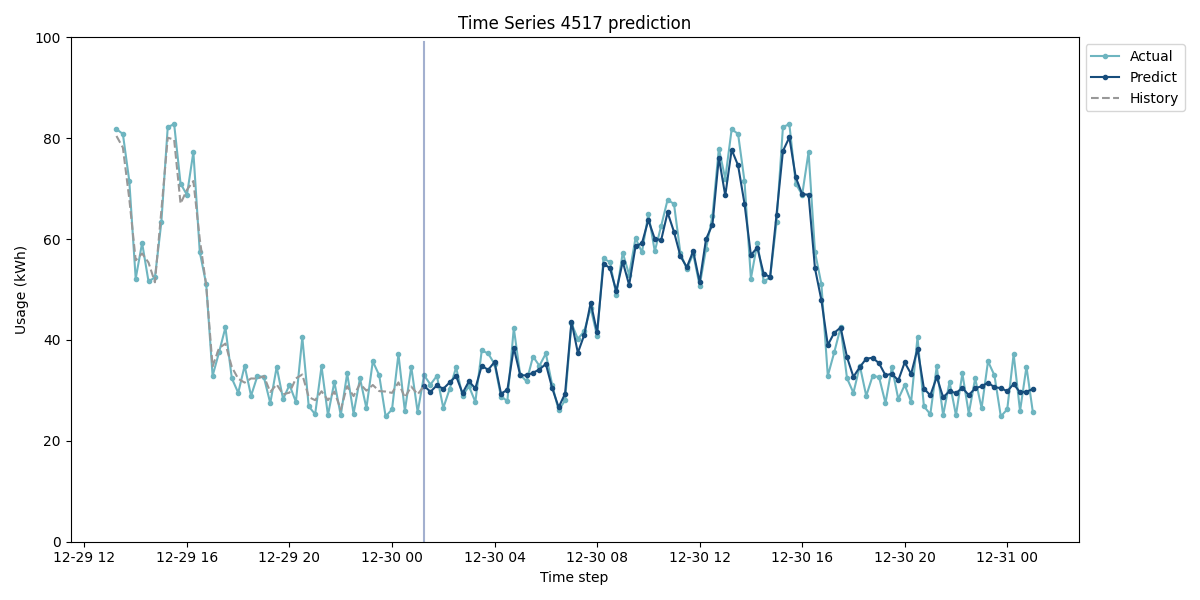 Time Series 4517 prediction
100
80
60
40
20
0
Usage (kWh)
12-29 12
12-29 16
12-29 20
12-30 00
12-30 04
12-30 08
12-30 12
12-30 16
12-30 20
12-31 00
Time step
Actual
Predict
History